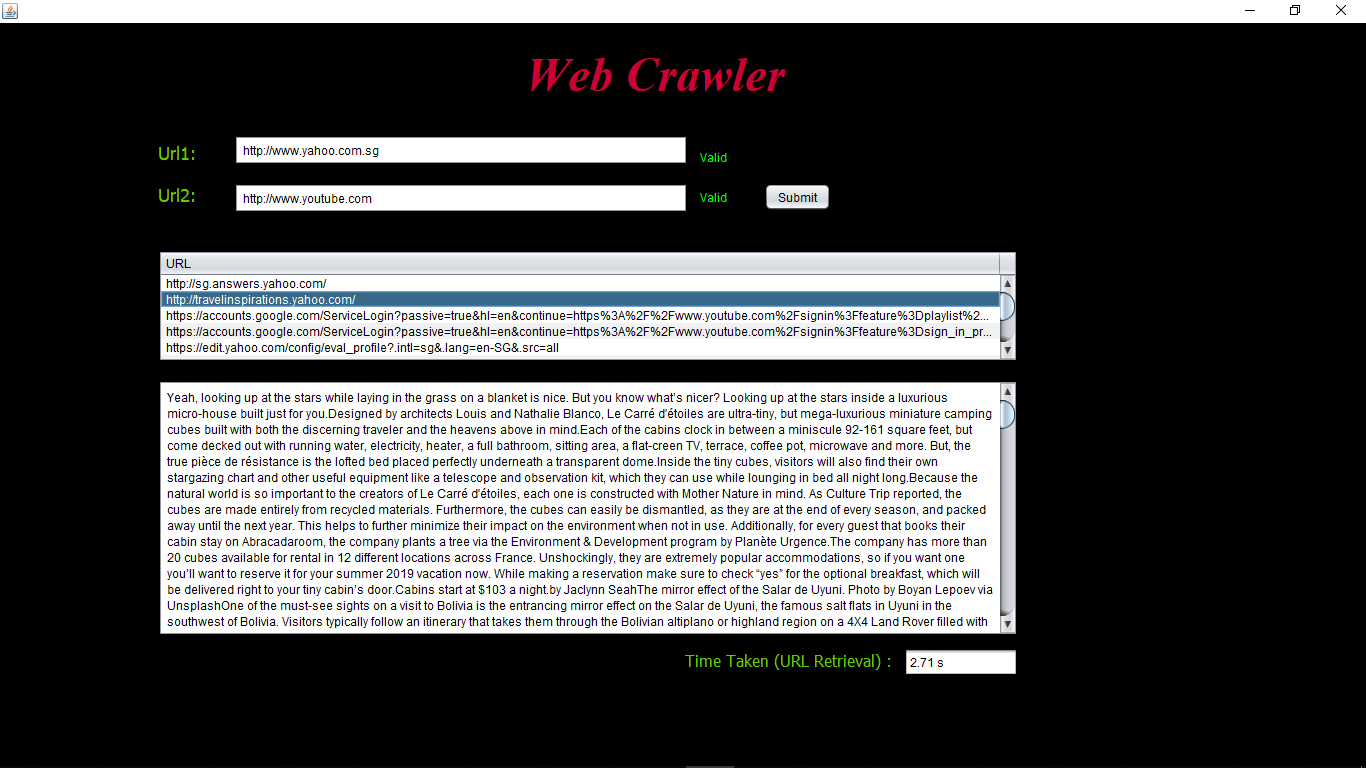 Web Crawler
Url1:
http://www.yahoo.com.sg
Valid
Url2:
http://www.youtube.com
Valid
Submit
URL
http://sg.answers.yahoo.com/
http://travelinspirations.yahoo.com/
https://accounts.google.com/ServiceLogin?passive=true&hl=en&continue=https%3A%2F%2Fwww.youtube.com%2Fsignin%3Ffeature%3Dplaylist%2...
https://accounts.google.com/ServiceLogin?passive=true&hl=en&continue=https%3A%2F%2Fwww.youtube.com%2Fsignin%3Ffeature%3Dsign_in_pr...
https://edit.yahoo.com/config/eval_profile?.intl=sg&.lang=en-SG&.src=all
Yeah, looking up at the stars while laying in the grass on a blanket is nice. But you know what’s nicer? Looking up at the stars inside a luxurious
micro-house built just for you.Designed by architects Louis and Nathalie Blanco, Le Carré d'étoiles are ultra-tiny, but mega-luxurious miniature camping
cubes built with both the discerning traveler and the heavens above in mind.Each of the cabins clock in between a miniscule 92-161 square feet, but
come decked out with running water, electricity, heater, a full bathroom, sitting area, a flat-creen TV, terrace, coffee pot, microwave and more. But, the
true pièce de résistance is the lofted bed placed perfectly underneath a transparent dome.Inside the tiny cubes, visitors will also find their own
stargazing chart and other useful equipment like a telescope and observation kit, which they can use while lounging in bed all night long.Because the
natural world is so important to the creators of Le Carré d'étoiles, each one is constructed with Mother Nature in mind. As Culture Trip reported, the
cubes are made entirely from recycled materials. Furthermore, the cubes can easily be dismantled, as they are at the end of every season, and packed
away until the next year. This helps to further minimize their impact on the environment when not in use. Additionally, for every guest that books their
cabin stay on Abracadaroom, the company plants a tree via the Environment & Development program by Planète Urgence.The company has more than
20 cubes available for rental in 12 different locations across France. Unshockingly, they are extremely popular accommodations, so if you want one
you’ll want to reserve it for your summer 2019 vacation now. While making a reservation make sure to check “yes” for the optional breakfast, which will
be delivered right to your tiny cabin’s door.Cabins start at $103 a night.by Jaclynn SeahThe mirror effect of the Salar de Uyuni. Photo by Boyan Lepoev via
UnsplashOne of the must-see sights on a visit to Bolivia is the entrancing mirror effect on the Salar de Uyuni, the famous salt flats in Uyuni in the
southwest of Bolivia. Visitors typically follow an itinerary that takes them through the Bolivian altiplano or highland region on a 4X4 Land Rover filled with
Time Taken (URL Retrieval) :
2.71 s